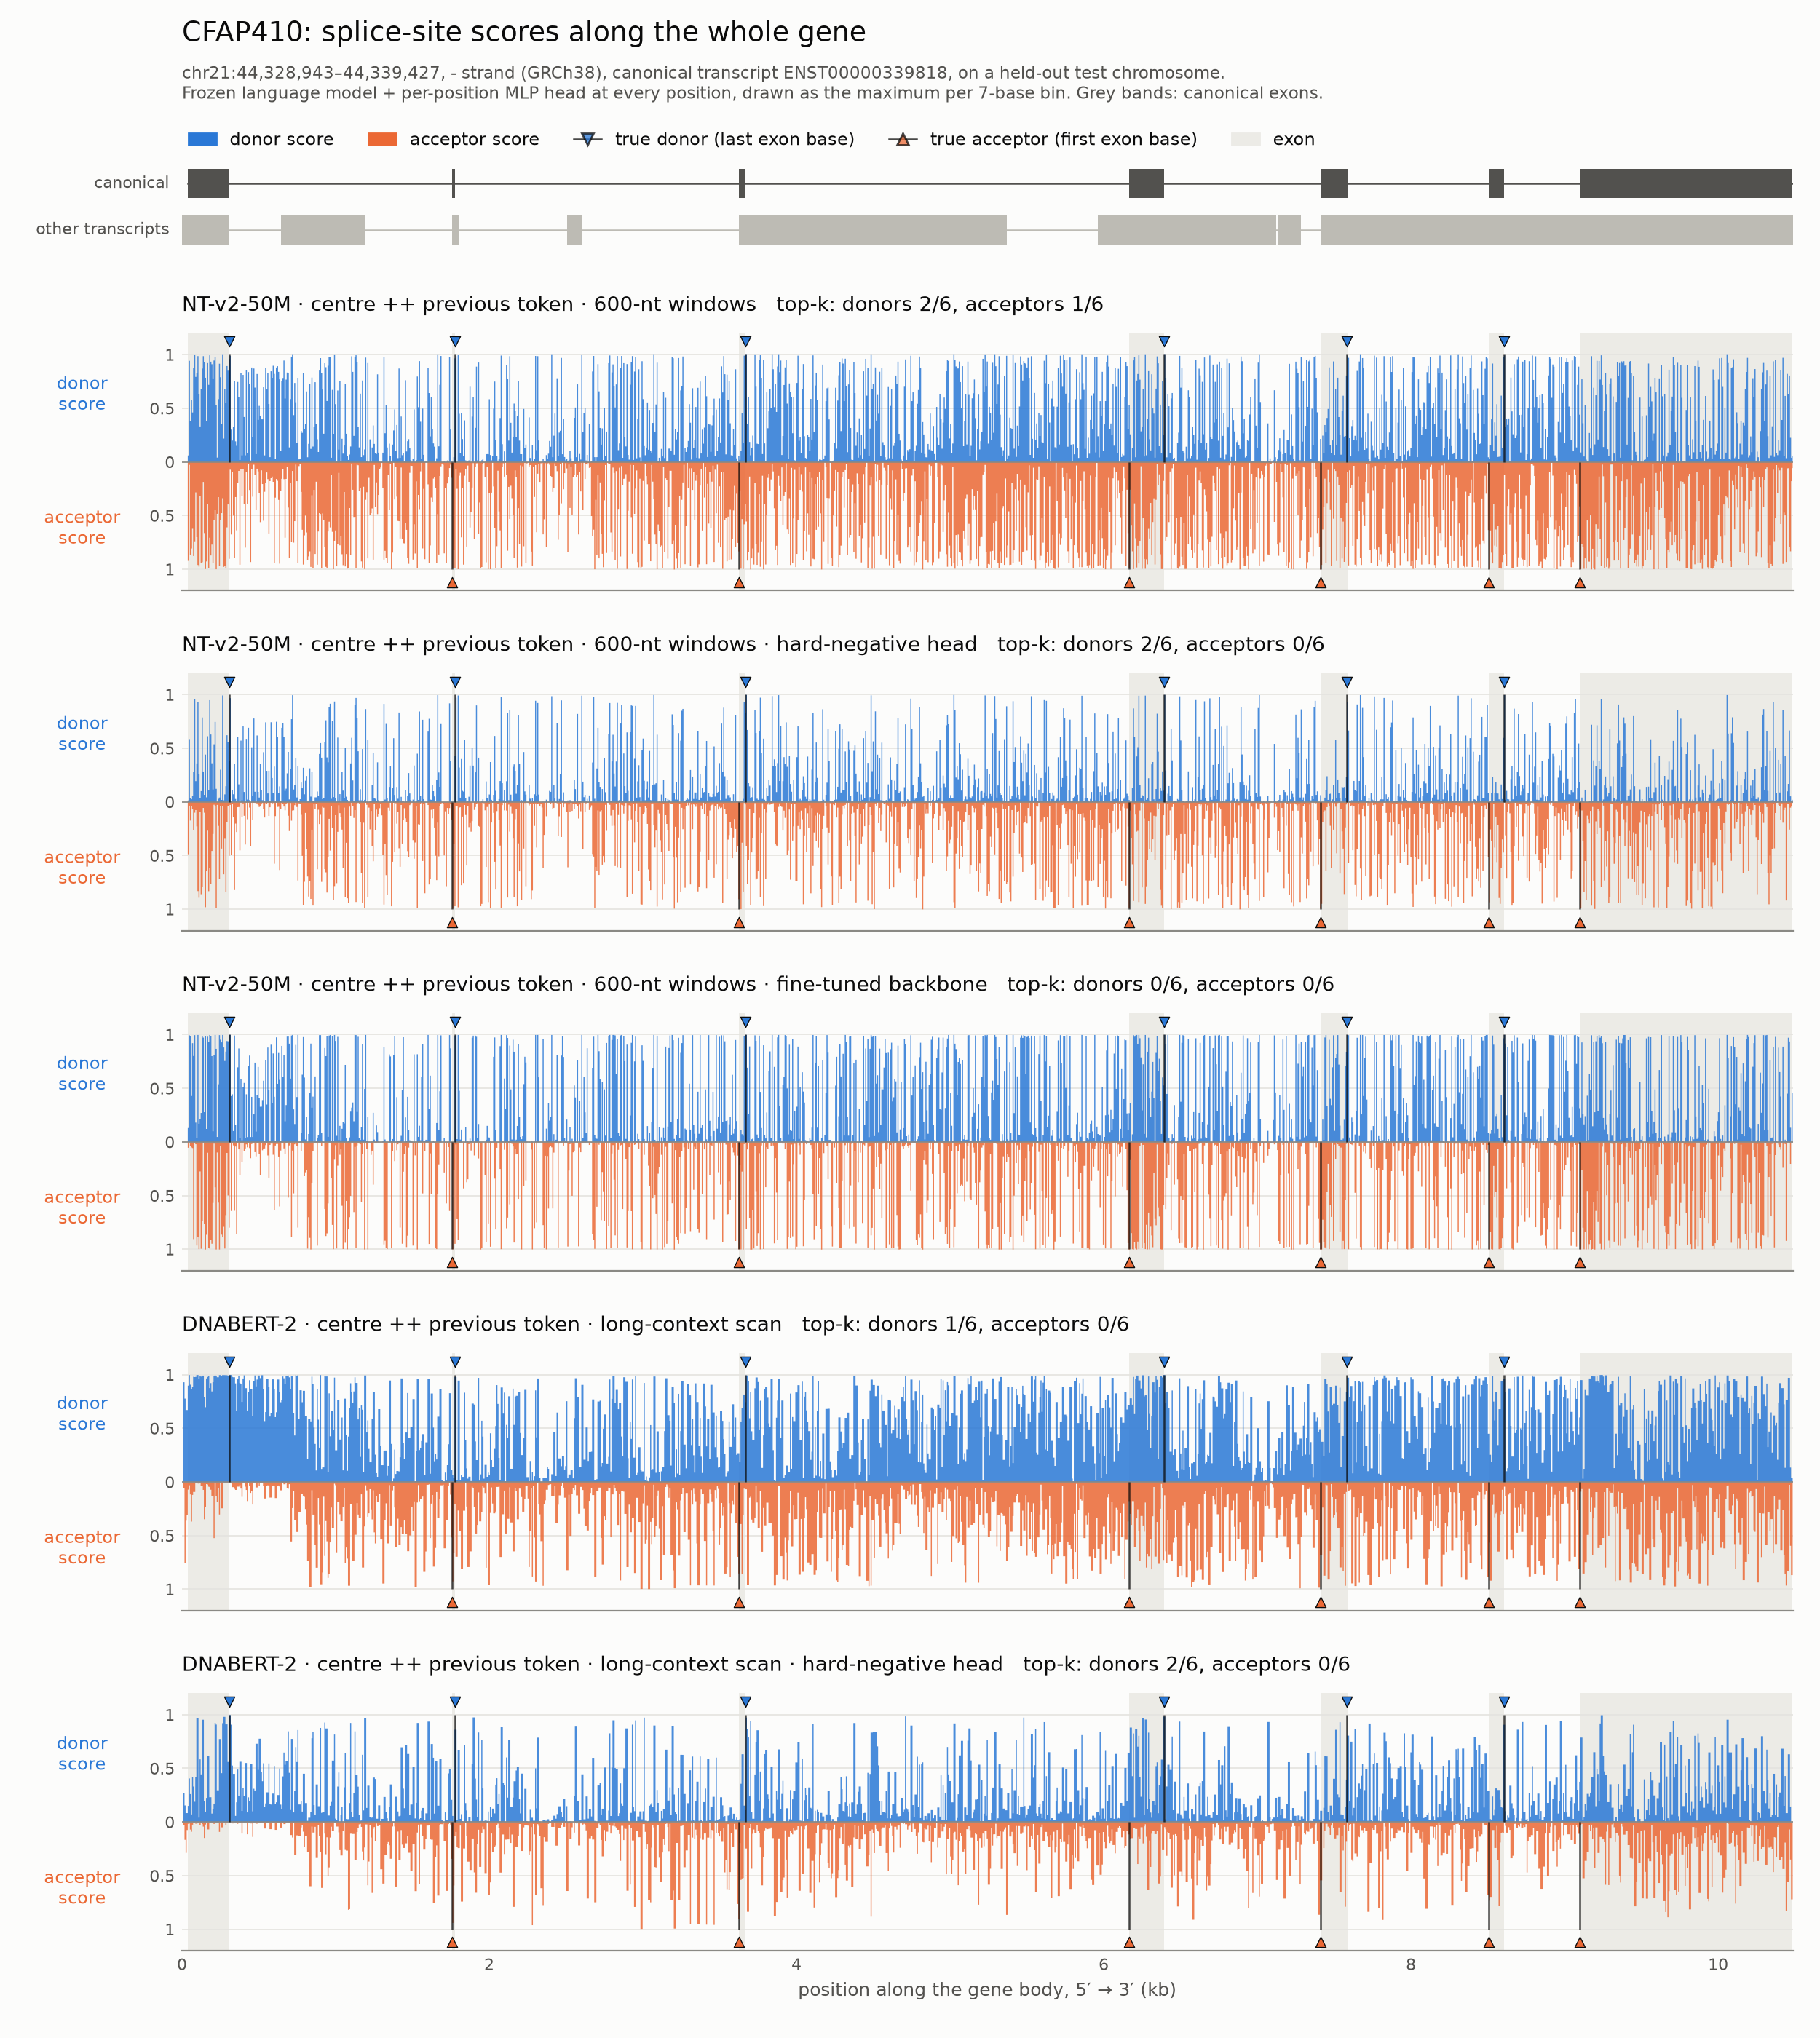 CFAP410: splice-site scores along the whole gene
chr21:44,328,943–44,339,427, - strand (GRCh38), canonical transcript ENST00000339818, on a held-out test chromosome.
Frozen language model + per-position MLP head at every position, drawn as the maximum per 7-base bin. Grey bands: canonical exons.
donor score acceptor score true donor (last exon base) true acceptor (first exon base) exon
canonical
other transcripts
NT-v2-50M · centre ++ previous token · 600-nt windows top-k: donors 2/6, acceptors 1/6
1
donor
score
0.5
0
0.5
acceptor
score
1
NT-v2-50M · centre ++ previous token · 600-nt windows · hard-negative head top-k: donors 2/6, acceptors 0/6
1
donor
score
0.5
0
0.5
acceptor
score
1
NT-v2-50M · centre ++ previous token · 600-nt windows · fine-tuned backbone top-k: donors 0/6, acceptors 0/6
1
donor
score
0.5
0
0.5
acceptor
score
1
DNABERT-2 · centre ++ previous token · long-context scan top-k: donors 1/6, acceptors 0/6
1
donor
score
0.5
0
0.5
acceptor
score
1
DNABERT-2 · centre ++ previous token · long-context scan · hard-negative head top-k: donors 2/6, acceptors 0/6
1
donor
score
0.5
0
0.5
acceptor
score
1
0 2 4 6 8 10
position along the gene body, 5′ → 3′ (kb)